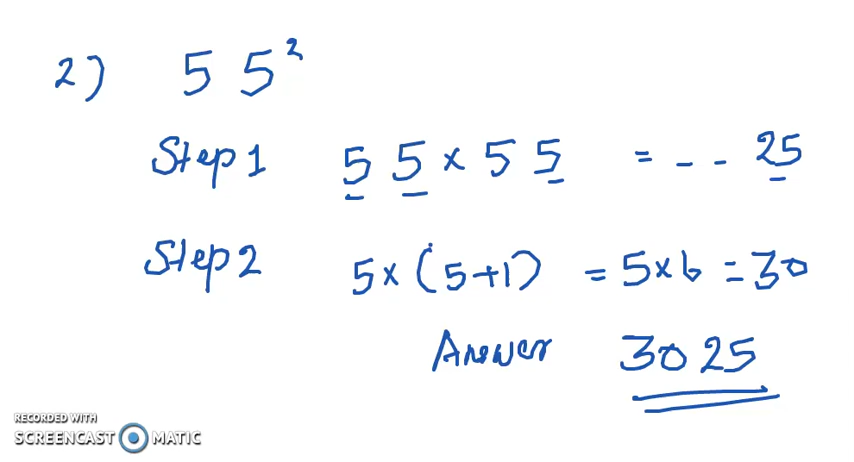 2) 55²
Step 1 55 × 55 = - - 25
Step 2 5 × (5+1) = 5 × 6 = 30
Answer 3025
RECORDED WITH
SCREENCAST MATIC